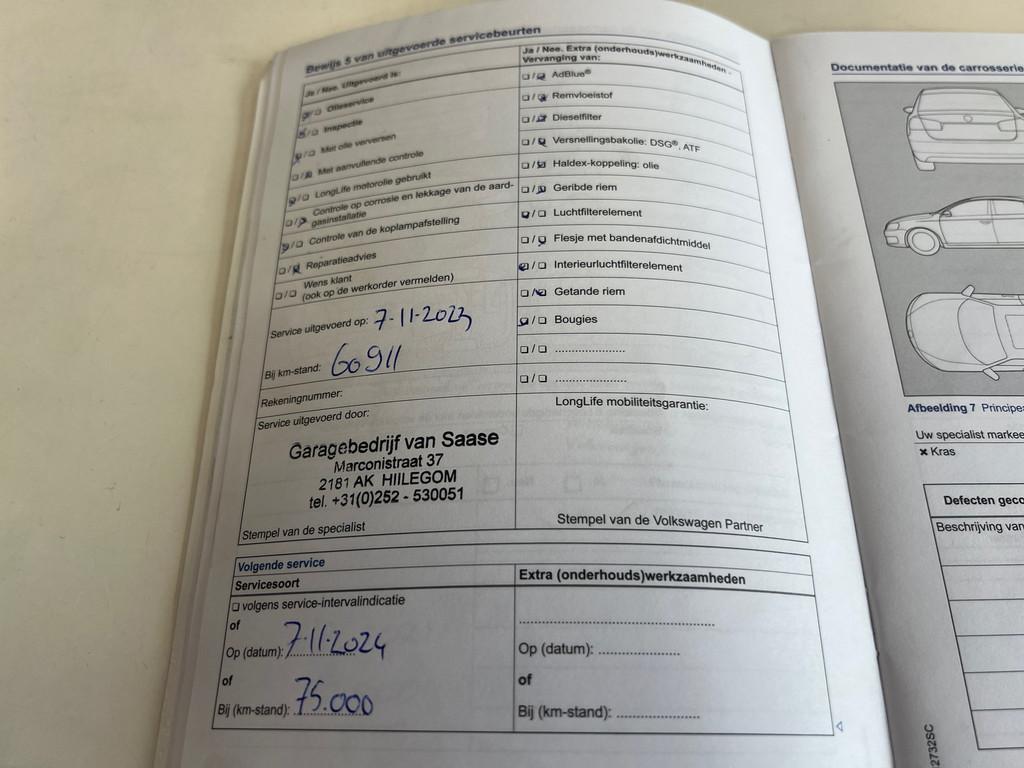 Bewijs 5 van uitgevoerde servicebeurten
Ja / Nee. Uitgevoerd is:
Olieservice
Inspectie
Met olie verversen
Met aanvullende controle
LongLife motorolie gebruikt
Controle op corrosie en lekkage van de aard-
gasinstallatie
Controle van de koplampafstelling
Reparatieadvies
Wens klant
(ook op de werkorder vermelden)
Service uitgevoerd op: 7-11-2023
Bij km-stand: 60911
Rekeningnummer:
Service uitgevoerd door:
Garagebedrijf van Saase
Marconistraat 37
2181 AK HIILEGOM
tel. +31(0)252 - 530051
Stempel van de specialist
Ja / Nee. Extra (onderhouds)werkzaamheden -
Vervanging van:
AdBlue®
Remvloeistof
Dieselfilter
Versnellingsbakolie: DSG®, ATF
Haldex-koppeling: olie
Geribde riem
Luchtfilterelement
Flesje met bandenafdichtmiddel
Interieurluchtfilterelement
Getande riem
Bougies
LongLife mobiliteitsgarantie:
Stempel van de Volkswagen Partner
Volgende service
Servicesoort
volgens service-intervalindicatie
of
Op (datum): 7-11-2024
of
Bij (km-stand): 75.000
Extra (onderhouds)werkzaamheden
Op (datum): ....................
of
Bij (km-stand): ....................
Documentatie van de carrosserie
Afbeelding 7
Uw specialist
× Kras
Defecten
Beschrijving van
2732SC